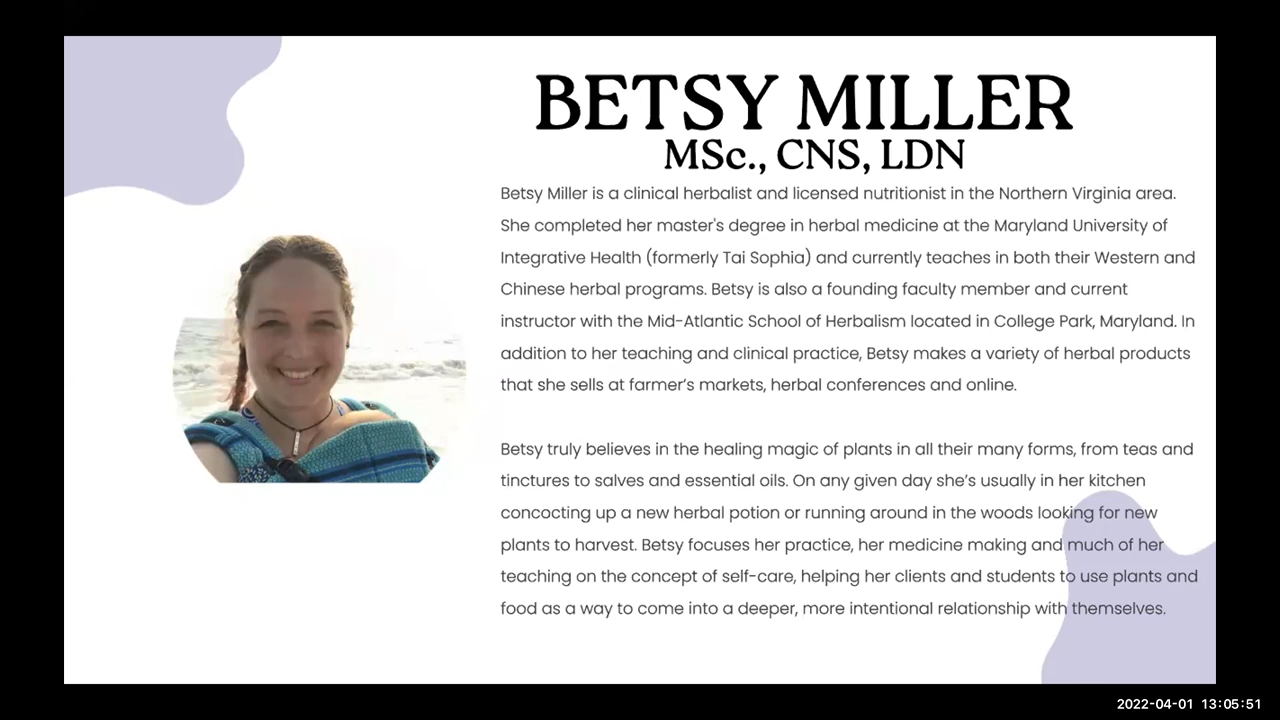 BETSY MILLER
MSc., CNS, LDN
Betsy Miller is a clinical herbalist and licensed nutritionist in the Northern Virginia area.
She completed her master's degree in herbal medicine at the Maryland University of
Integrative Health (formerly Tai Sophia) and currently teaches in both their Western and
Chinese herbal programs. Betsy is also a founding faculty member and current
instructor with the Mid-Atlantic School of Herbalism located in College Park, Maryland. In
addition to her teaching and clinical practice, Betsy makes a variety of herbal products
that she sells at farmer's markets, herbal conferences and online.
Betsy truly believes in the healing magic of plants in all their many forms, from teas and
tinctures to salves and essential oils. On any given day she's usually in her kitchen
concocting up a new herbal potion or running around in the woods looking for new
plants to harvest. Betsy focuses her practice, her medicine making and much of her
teaching on the concept of self-care, helping her clients and students to use plants and
food as a way to come into a deeper, more intentional relationship with themselves.
2022-04-01 13:05:51